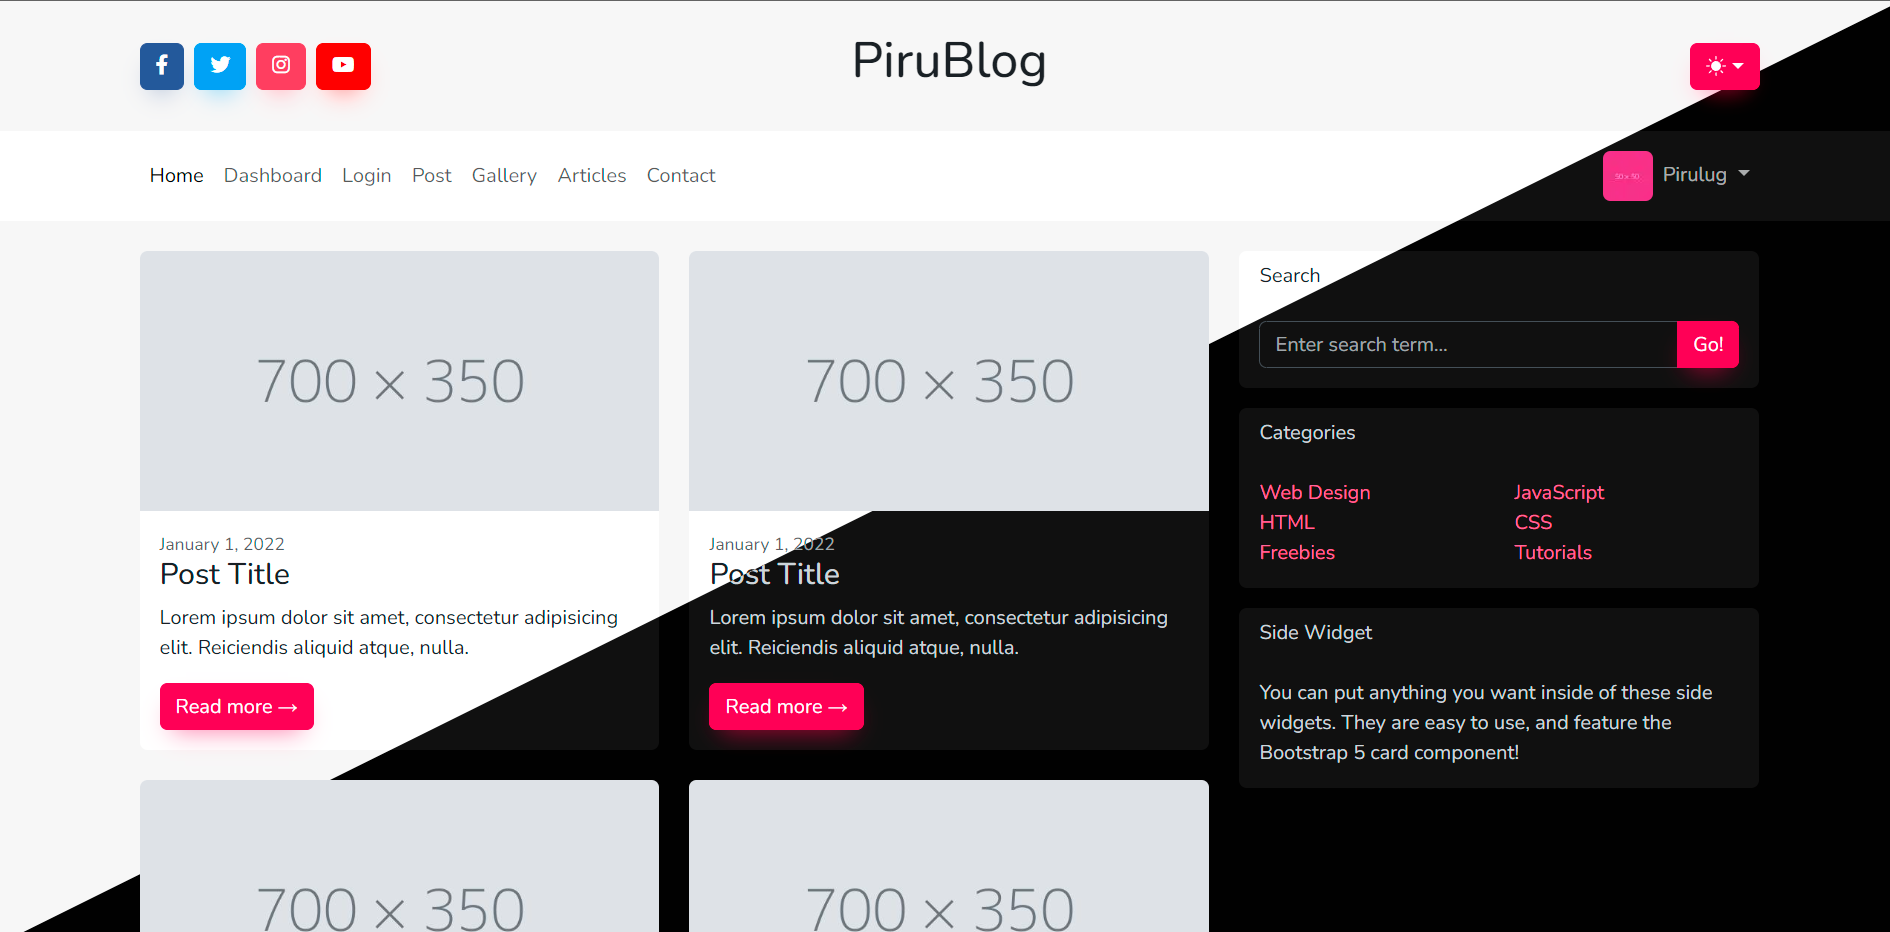 PiruBlog
Home Dashboard Login Post Gallery Articles Contact
50 x 50 Pirulug
700 × 350
January 1, 2022
Post Title
Lorem ipsum dolor sit amet, consectetur adipisicing
elit. Reiciendis aliquid atque, nulla.
Read more →
700 × 350
January 1, 2022
Post Title
Lorem ipsum dolor sit amet, consectetur adipisicing
elit. Reiciendis aliquid atque, nulla.
Read more →
700 × 350
700 × 350
Search
Enter search term...
Go!
Categories
Web Design
HTML
Freebies
JavaScript
CSS
Tutorials
Side Widget
You can put anything you want inside of these side
widgets. They are easy to use, and feature the
Bootstrap 5 card component!